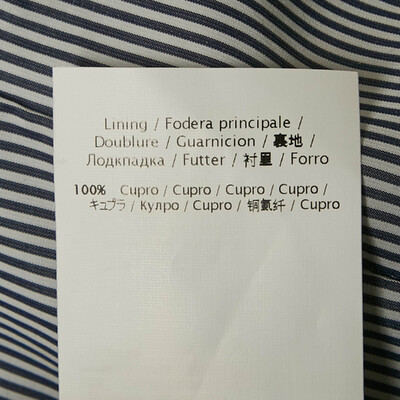 Lining / Fodera principale /
Doublure / Guarnicion / 裏地 /
Лодкпадка / Futter / 衬里 / Forro
100% Cupro / Cupro / Cupro / Cupro /
キュプラ / Кулро / Cupro / 铜氨纤 / Cupro